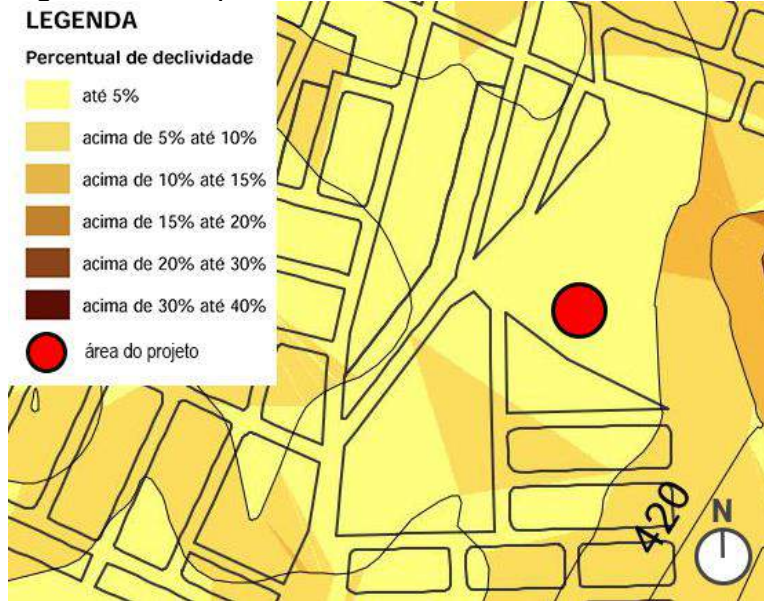 LEGENDA
Percentual de declividade
até 5%
acima de 5% até 10%
acima de 10% até 15%
acima de 15% até 20%
acima de 20% até 30%
acima de 30% até 40%
área do projeto
420
N